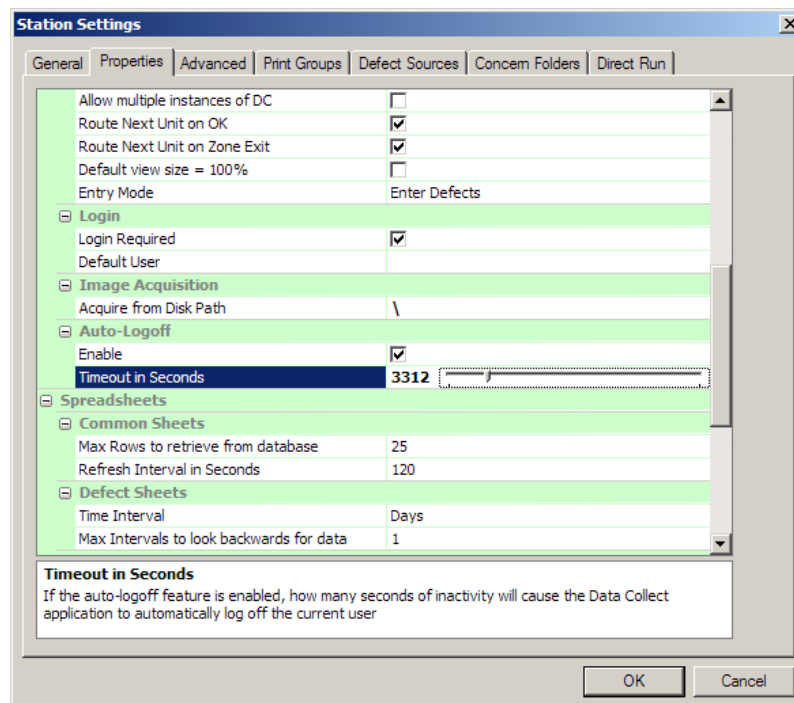 Station Settings
General Properties Advanced Print Groups Defect Sources Concern Folders Direct Run
Allow multiple instances of DC
Route Next Unit on OK
Route Next Unit on Zone Exit
Default view size = 100%
Entry Mode Enter Defects
Login
Login Required
Default User
Image Acquisition
Acquire from Disk Path \
Auto-Logoff
Enable
Timeout in Seconds 3312
Spreadsheets
Common Sheets
Max Rows to retrieve from database 25
Refresh Interval in Seconds 120
Defect Sheets
Time Interval Days
Max Intervals to look backwards for data 1
Timeout in Seconds
If the auto-logoff feature is enabled, how many seconds of inactivity will cause the Data Collect
application to automatically log off the current user
OK Cancel